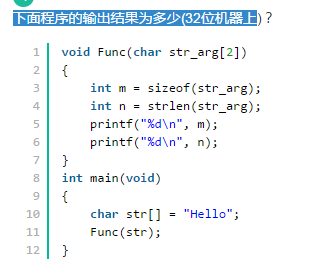 下面程序的输出结果为多少(32位机器上)？
1 void Func(char str_arg[2])
2 {
3     int m = sizeof(str_arg);
4     int n = strlen(str_arg);
5     printf("%d\n", m);
6     printf("%d\n", n);
7 }
8 int main(void)
9 {
10     char str[] = "Hello";
11     Func(str);
12 }